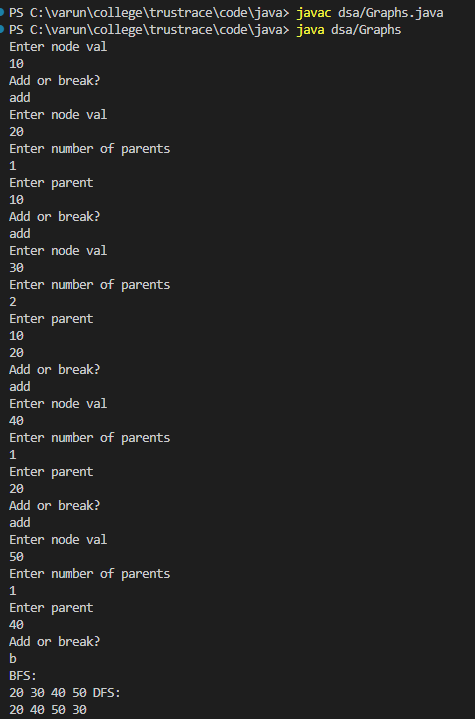 PS C:\varun\college\trustrace\code\java> javac dsa/Graphs.java
PS C:\varun\college\trustrace\code\java> java dsa/Graphs
Enter node val
10
Add or break?
add
Enter node val
20
Enter number of parents
1
Enter parent
10
Add or break?
add
Enter node val
30
Enter number of parents
2
Enter parent
10
20
Add or break?
add
Enter node val
40
Enter number of parents
1
Enter parent
20
Add or break?
add
Enter node val
50
Enter number of parents
1
Enter parent
40
Add or break?
b
BFS:
20 30 40 50 DFS:
20 40 50 30